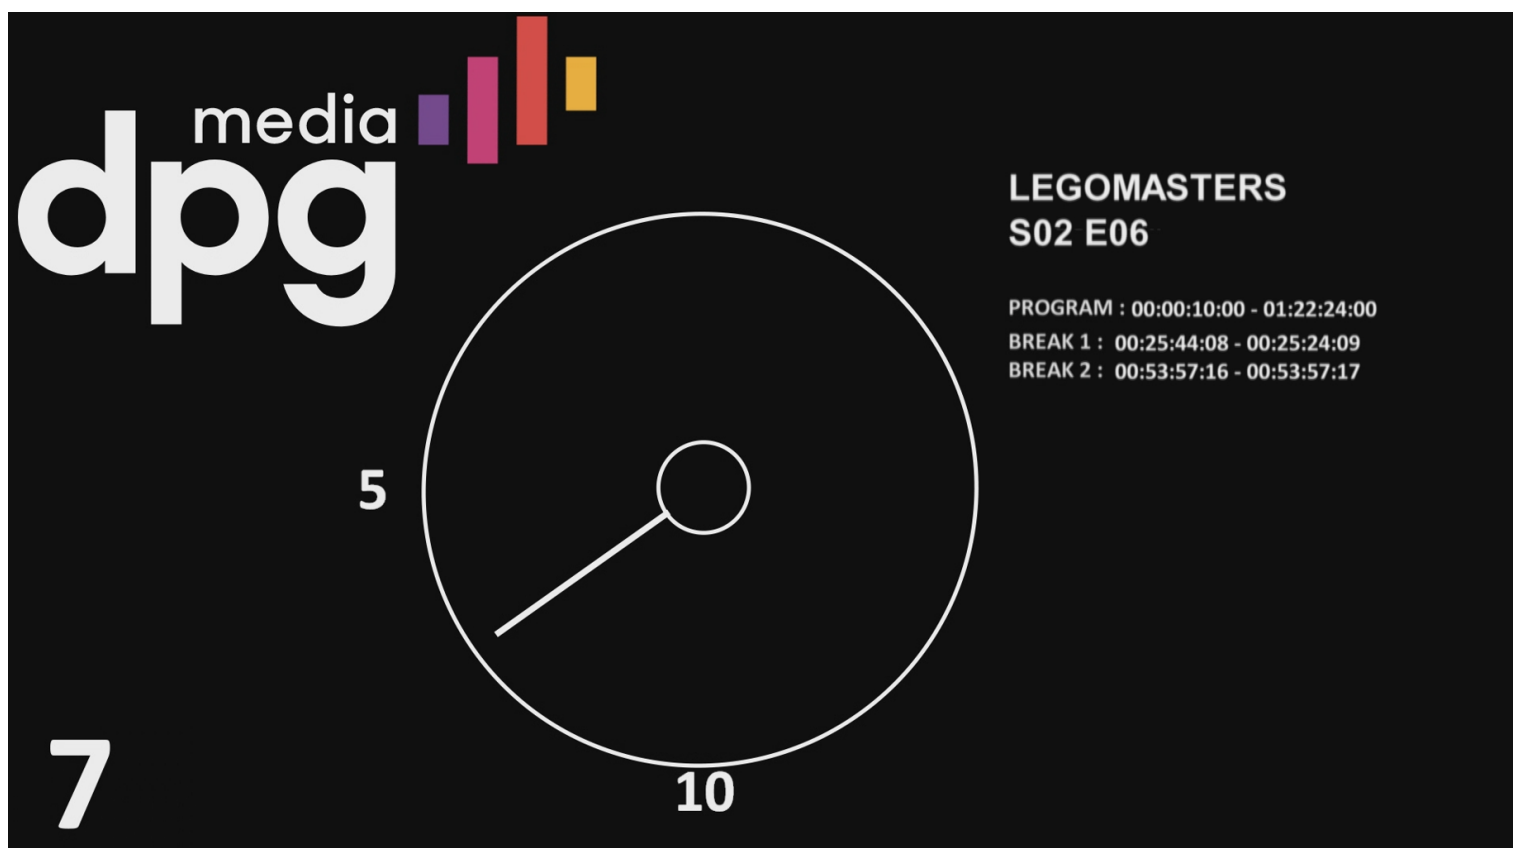 media
dpg
LEGOMASTERS
S02 E06
PROGRAM : 00:00:10:00 - 01:22:24:00
BREAK 1 : 00:25:44:08 - 00:25:24:09
BREAK 2 : 00:53:57:16 - 00:53:57:17
5
7
10